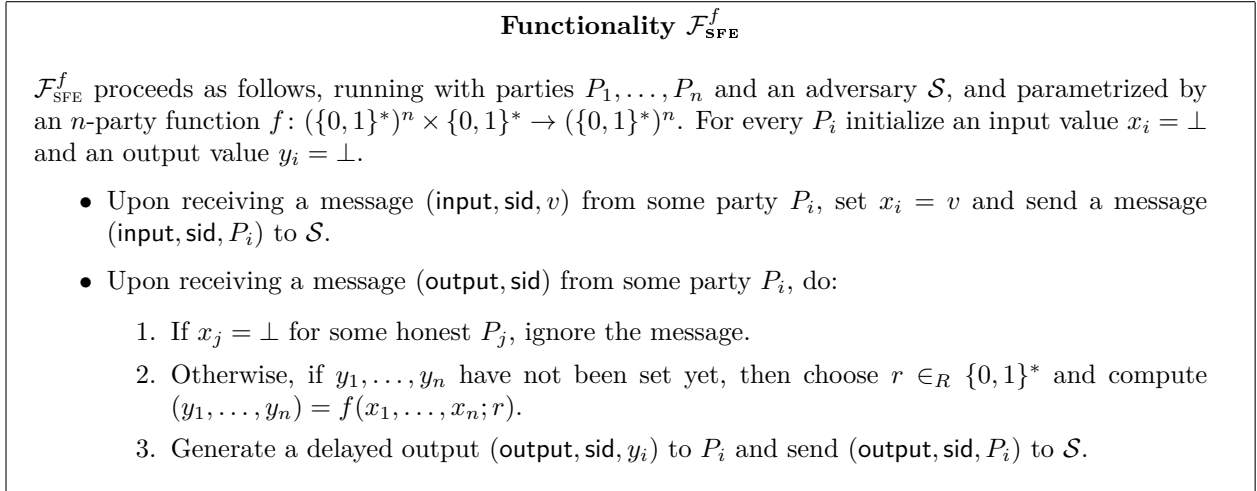 Functionality $\mathcal{F}_{\text{SFE}}^f$
$\mathcal{F}_{\text{SFE}}^f$ proceeds as follows, running with parties $P_1, \ldots, P_n$ and an adversary $\mathcal{S}$, and parametrized by
an $n$-party function $f\colon (\{0,1\}^*)^n \times \{0,1\}^* \to (\{0,1\}^*)^n$. For every $P_i$ initialize an input value $x_i = \bot$
and an output value $y_i = \bot$.
• Upon receiving a message (input, sid, $v$) from some party $P_i$, set $x_i = v$ and send a message
(input, sid, $P_i$) to $\mathcal{S}$.
• Upon receiving a message (output, sid) from some party $P_i$, do:
1. If $x_j = \bot$ for some honest $P_j$, ignore the message.
2. Otherwise, if $y_1, \ldots, y_n$ have not been set yet, then choose $r \in_R \{0,1\}^*$ and compute
$(y_1, \ldots, y_n) = f(x_1, \ldots, x_n; r)$.
3. Generate a delayed output (output, sid, $y_i$) to $P_i$ and send (output, sid, $P_i$) to $\mathcal{S}$.